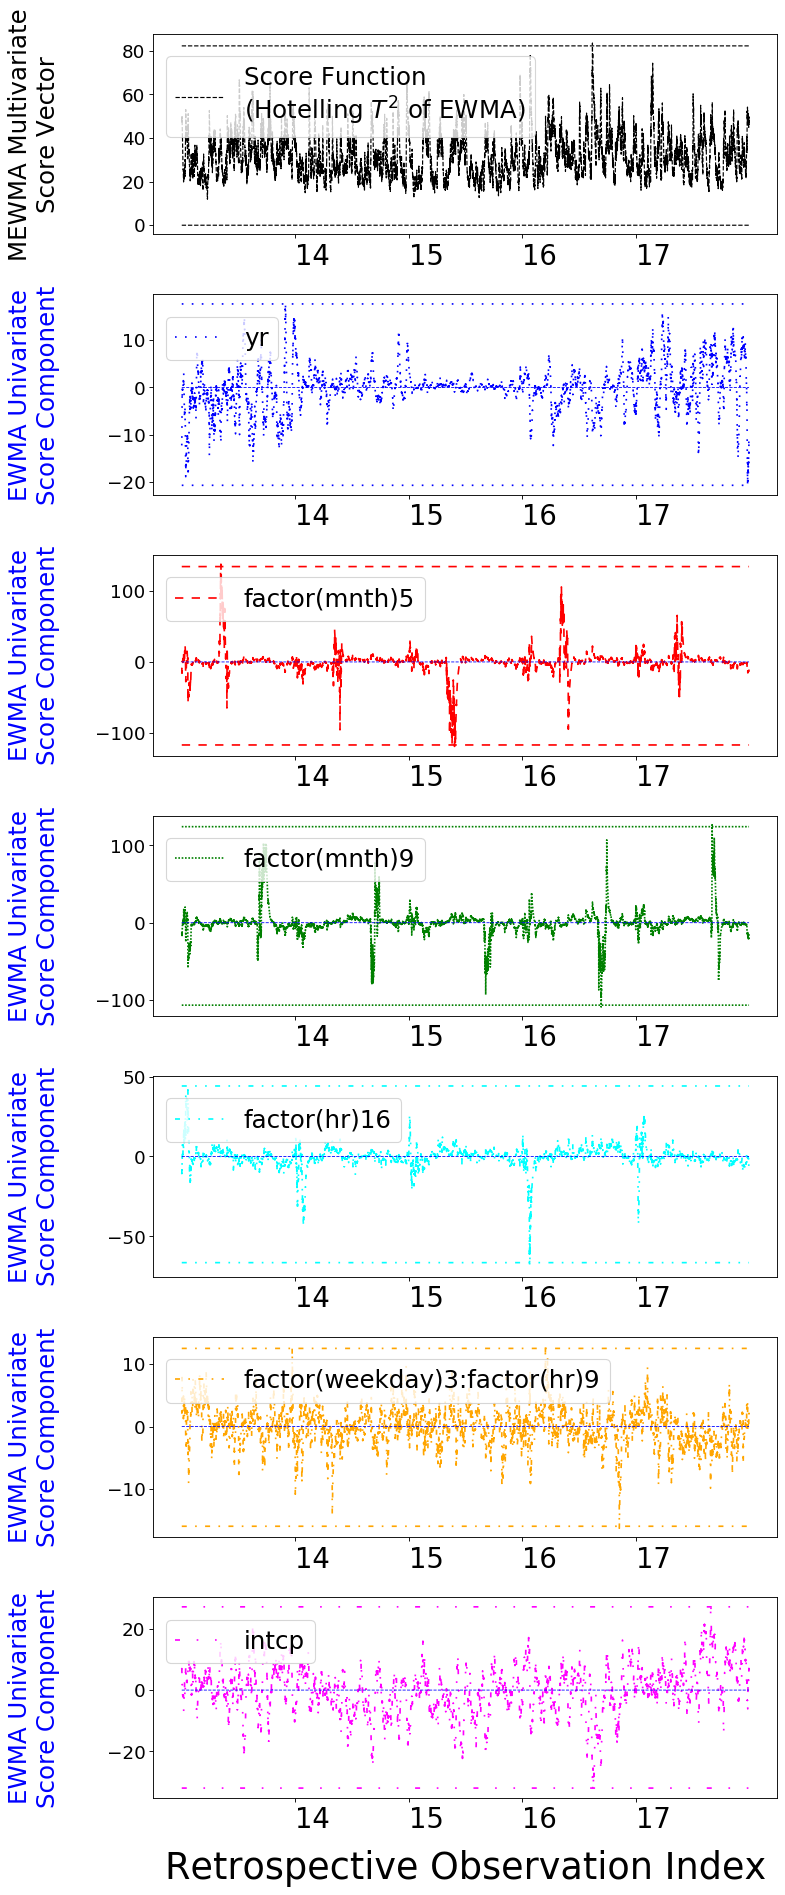 MEWMA Multivariate
Score Vector
80
60
40
20
0
Score Function
(Hotelling T² of EWMA)
14 15 16 17
EWMA Univariate
Score Component
10
0
−10
−20
yr
14 15 16 17
EWMA Univariate
Score Component
100
0
−100
factor(mnth)5
14 15 16 17
EWMA Univariate
Score Component
100
0
−100
factor(mnth)9
14 15 16 17
EWMA Univariate
Score Component
50
0
−50
factor(hr)16
14 15 16 17
EWMA Univariate
Score Component
10
0
−10
factor(weekday)3:factor(hr)9
14 15 16 17
EWMA Univariate
Score Component
20
0
−20
intcp
14 15 16 17
Retrospective Observation Index